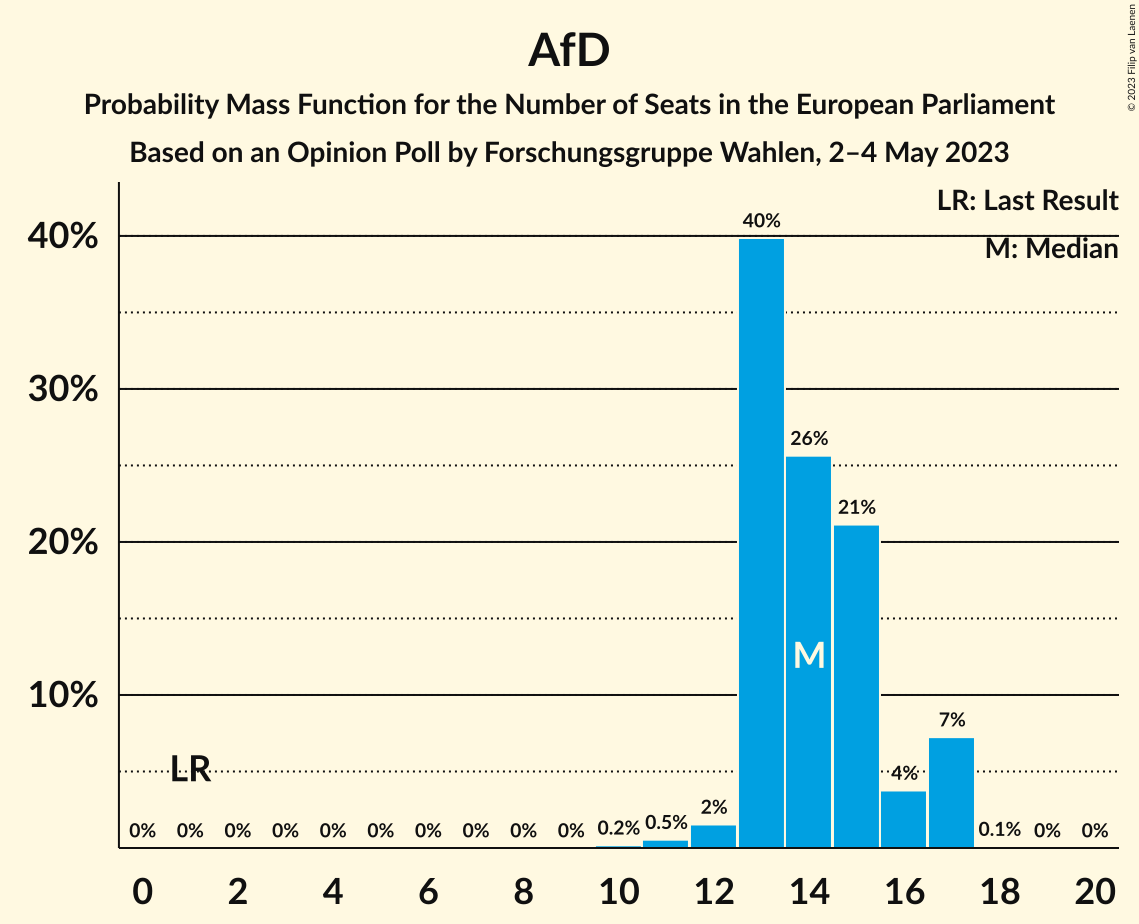 AfD
Probability Mass Function for the Number of Seats in the European Parliament
Based on an Opinion Poll by Forschungsgruppe Wahlen, 2–4 May 2023
© 2023 Filip van Laenen
LR: Last Result
M: Median
40%
30%
20%
10%
40%
26%
21%
M
7%
LR
4%
2%
0% 0% 0% 0% 0% 0% 0% 0% 0% 0% 0.2% 0.5% 0.1% 0% 0%
0 2 4 6 8 10 12 14 16 18 20